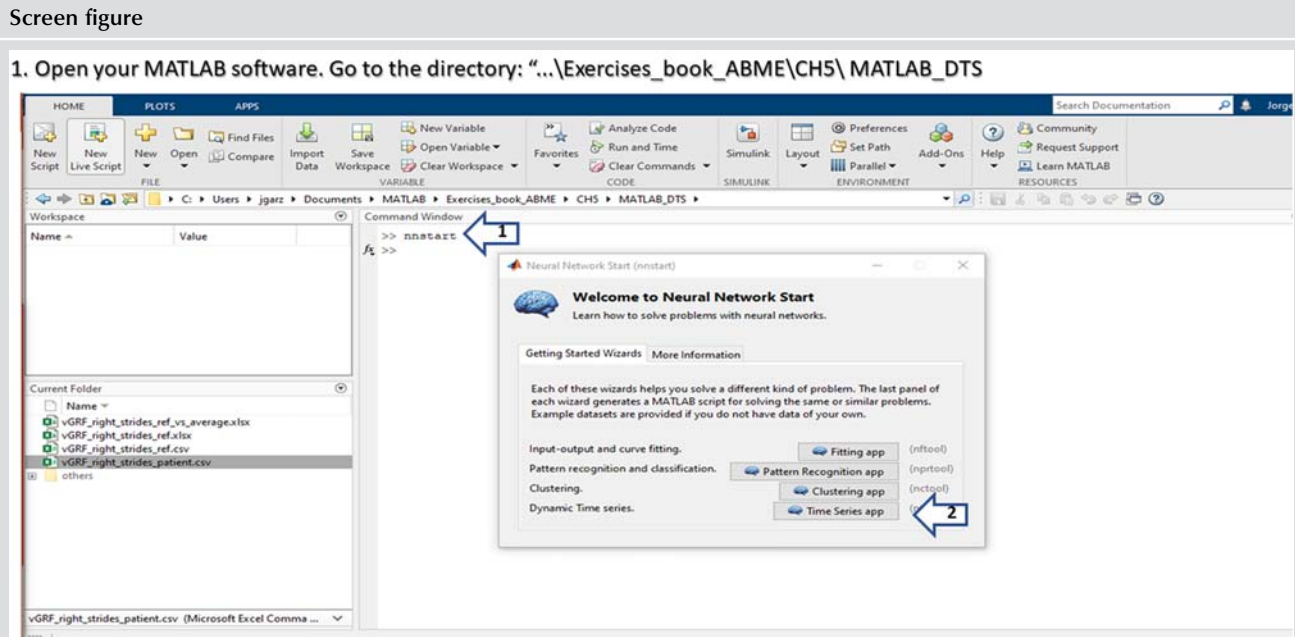 Screen figure
1. Open your MATLAB software. Go to the directory: “...\Exercises_book_ABME\CH5\ MATLAB_DTS
HOME PLOTS APPS
Search Documentation
Jorge
New Script
New Live Script
New
Open
Find Files
Compare
Import Data
Save Workspace
New Variable
Open Variable
Clear Workspace
Favorites
Analyze Code
Run and Time
Clear Commands
Simulink
Layout
Preferences
Set Path
Parallel
Add-Ons
Help
Community
Request Support
Learn MATLAB
FILE VARIABLE CODE SIMULINK ENVIRONMENT RESOURCES
C: Users jgarz Documents MATLAB Exercises_book_ABME CH5 MATLAB_DTS
Workspace
Name Value
Command Window
>> nnstart
1
fx >>
Neural Network Start (nnstart)
Welcome to Neural Network Start
Learn how to solve problems with neural networks.
Getting Started Wizards More Information
Each of these wizards helps you solve a different kind of problem. The last panel of
each wizard generates a MATLAB script for solving the same or similar problems.
Example datasets are provided if you do not have data of your own.
Input-output and curve fitting. Fitting app (nftool)
Pattern recognition and classification. Pattern Recognition app (nprtool)
Clustering. Clustering app (nctool)
Dynamic Time series. Time Series app
2
Current Folder
Name
vGRF_right_strides_ref_vs_average.xlsx
vGRF_right_strides_ref.xlsx
vGRF_right_strides_ref.csv
vGRF_right_strides_patient.csv
others
vGRF_right_strides_patient.csv (Microsoft Excel Comma ...